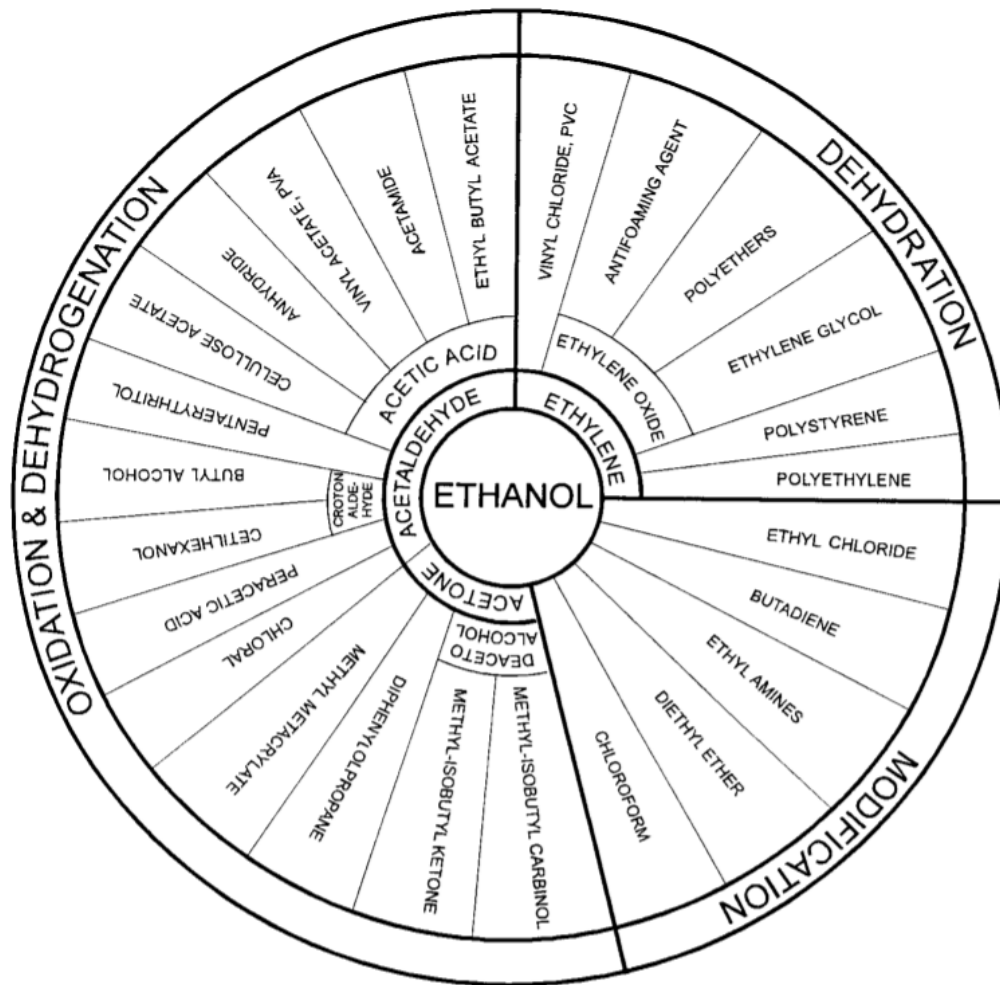 ETHANOL
ETHYLENE
ACETALDEHYDE
ACETONE
ETHYLENE OXIDE
ACETIC ACID
CROTON
ALDE-
HYDE
DEACETO
ALCOHOL
DEHYDRATION
VINYL CHLORIDE, PVC
ANTIFOAMING AGENT
POLYETHERS
ETHYLENE GLYCOL
POLYSTYRENE
POLYETHYLENE
MODIFICATION
ETHYL CHLORIDE
BUTADIENE
ETHYL AMINES
DIETHYL ETHER
CHLOROFORM
OXIDATION & DEHYDROGENATION
METHYL-ISOBUTYL CARBINOL
METHYL-ISOBUTYL KETONE
DIPHENYLOLPROPANE
METHYL METACRYLATE
CHLORAL
PERACETIC ACID
CETILHEXANOL
BUTYL ALCOHOL
PENTAERYTHRITOL
CELULLOSE ACETATE
ANHYDRIDE
VINYL ACETATE, PVA
ACETAMIDE
ETHYL BUTYL ACETATE